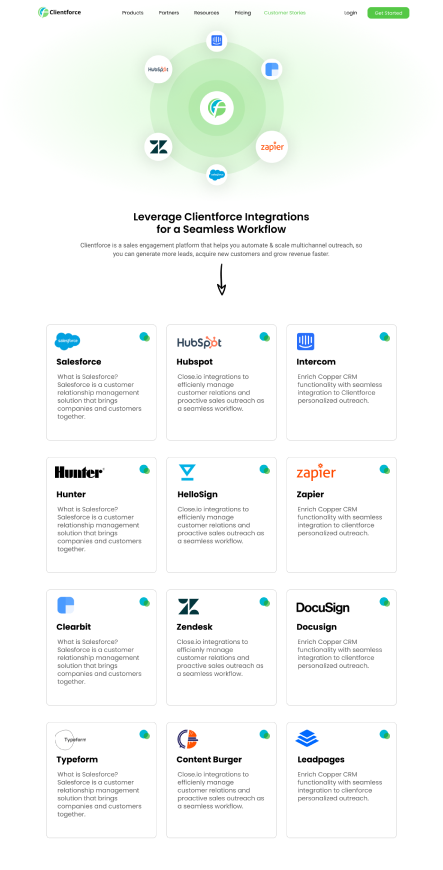 Clientforce
Products Partners Resources Pricing Customer Stories Login Get Started
HubSpot
zapier
salesforce
Leverage Clientforce Integrations
for a Seamless Workflow
Clientforce is a sales engagement platform that helps you automate & scale multichannel outreach, so
you can generate more leads, acquire new customers and grow revenue faster.
salesforce
Salesforce
What is Salesforce?
Salesforce is a customer
relationship management
solution that brings
companies and customers
together.
HubSpot
Hubspot
Close.io integrations to
efficienly manage
customer relations and
proactive sales outreach as
a seamless workflow.
Intercom
Enrich Copper CRM
functionality with seamless
integration to Clientforce
personalized outreach.
Hunter
Hunter
What is Salesforce?
Salesforce is a customer
relationship management
solution that brings
companies and customers
together.
HelloSign
Close.io integrations to
efficienly manage
customer relations and
proactive sales outreach as
a seamless workflow.
zapier
Zapier
Enrich Copper CRM
functionality with seamless
integration to clientforce
personalized outreach.
Clearbit
What is Salesforce?
Salesforce is a customer
relationship management
solution that brings
companies and customers
together.
Zendesk
Close.io integrations to
efficienly manage
customer relations and
proactive sales outreach as
a seamless workflow.
DocuSign
Docusign
Enrich Copper CRM
functionality with seamless
integration to clientforce
personalized outreach.
Typeform
Typeform
What is Salesforce?
Salesforce is a customer
relationship management
solution that brings
companies and customers
together.
Content Burger
Close.io integrations to
efficienly manage
customer relations and
proactive sales outreach as
a seamless workflow.
Leadpages
Enrich Copper CRM
functionality with seamless
integration to clienforce
personalized outreach.